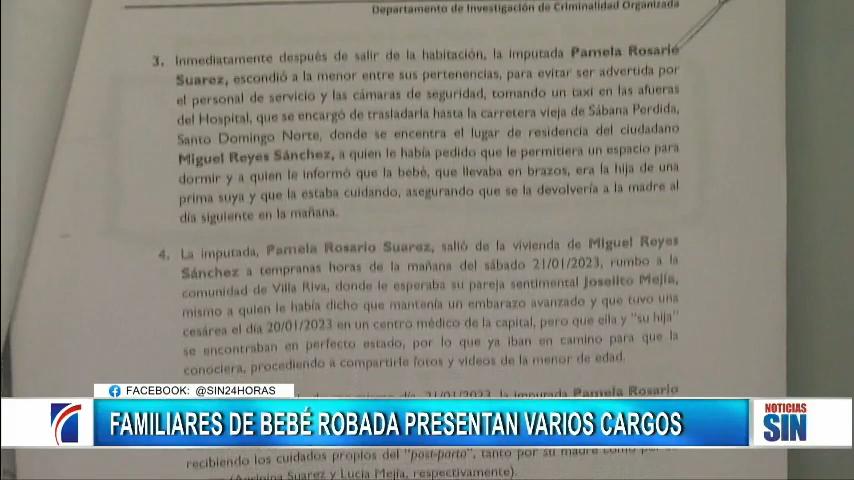 Departamento de Investigación de Criminalidad Organizada
3. Inmediatamente después de salir de la habitación, la imputada Pamela Rosario
Suarez, escondió a la menor entre sus pertenencias, para evitar ser advertida por
el personal de servicio y las cámaras de seguridad, tomando un taxi en las afueras
del Hospital, que se encargó de trasladarla hasta la carretera vieja de Sábana Perdida,
Santo Domingo Norte, donde se encentra el lugar de residencia del ciudadano
Miguel Reyes Sánchez, a quien le había pedido que le permitiera un espacio para
dormir y a quien le informó que la bebé, que llevaba en brazos, era la hija de una
prima suya y que la estaba cuidando, asegurando que se la devolvería a la madre al
día siguiente en la mañana.
4. La imputada, Pamela Rosario Suarez, salió de la vivienda de Miguel Reyes
Sánchez a tempranas horas de la mañana del sábado 21/01/2023, rumbo a la
comunidad de Villa Riva, donde le esperaba su pareja sentimental Joselito Mejía,
mismo a quien le había dicho que mantenía un embarazo avanzado y que tuvo una
cesárea el día 20/01/2023 en un centro médico de la capital, pero que ella y "su hija"
se encontraban en perfecto estado, por lo que ya iban en camino para que la
conociera, procediendo a compartirle fotos y videos de la menor de edad.
día, 21/01/2023, la imputada Pamela Rosario
FACEBOOK: @SIN24HORAS
FAMILIARES DE BEBÉ ROBADA PRESENTAN VARIOS CARGOS
NOTICIAS
SIN
recibiendo los cuidados propios del "post-parto", tanto por su madre como por
Suarez y Lucia Mejía, respectivamente).